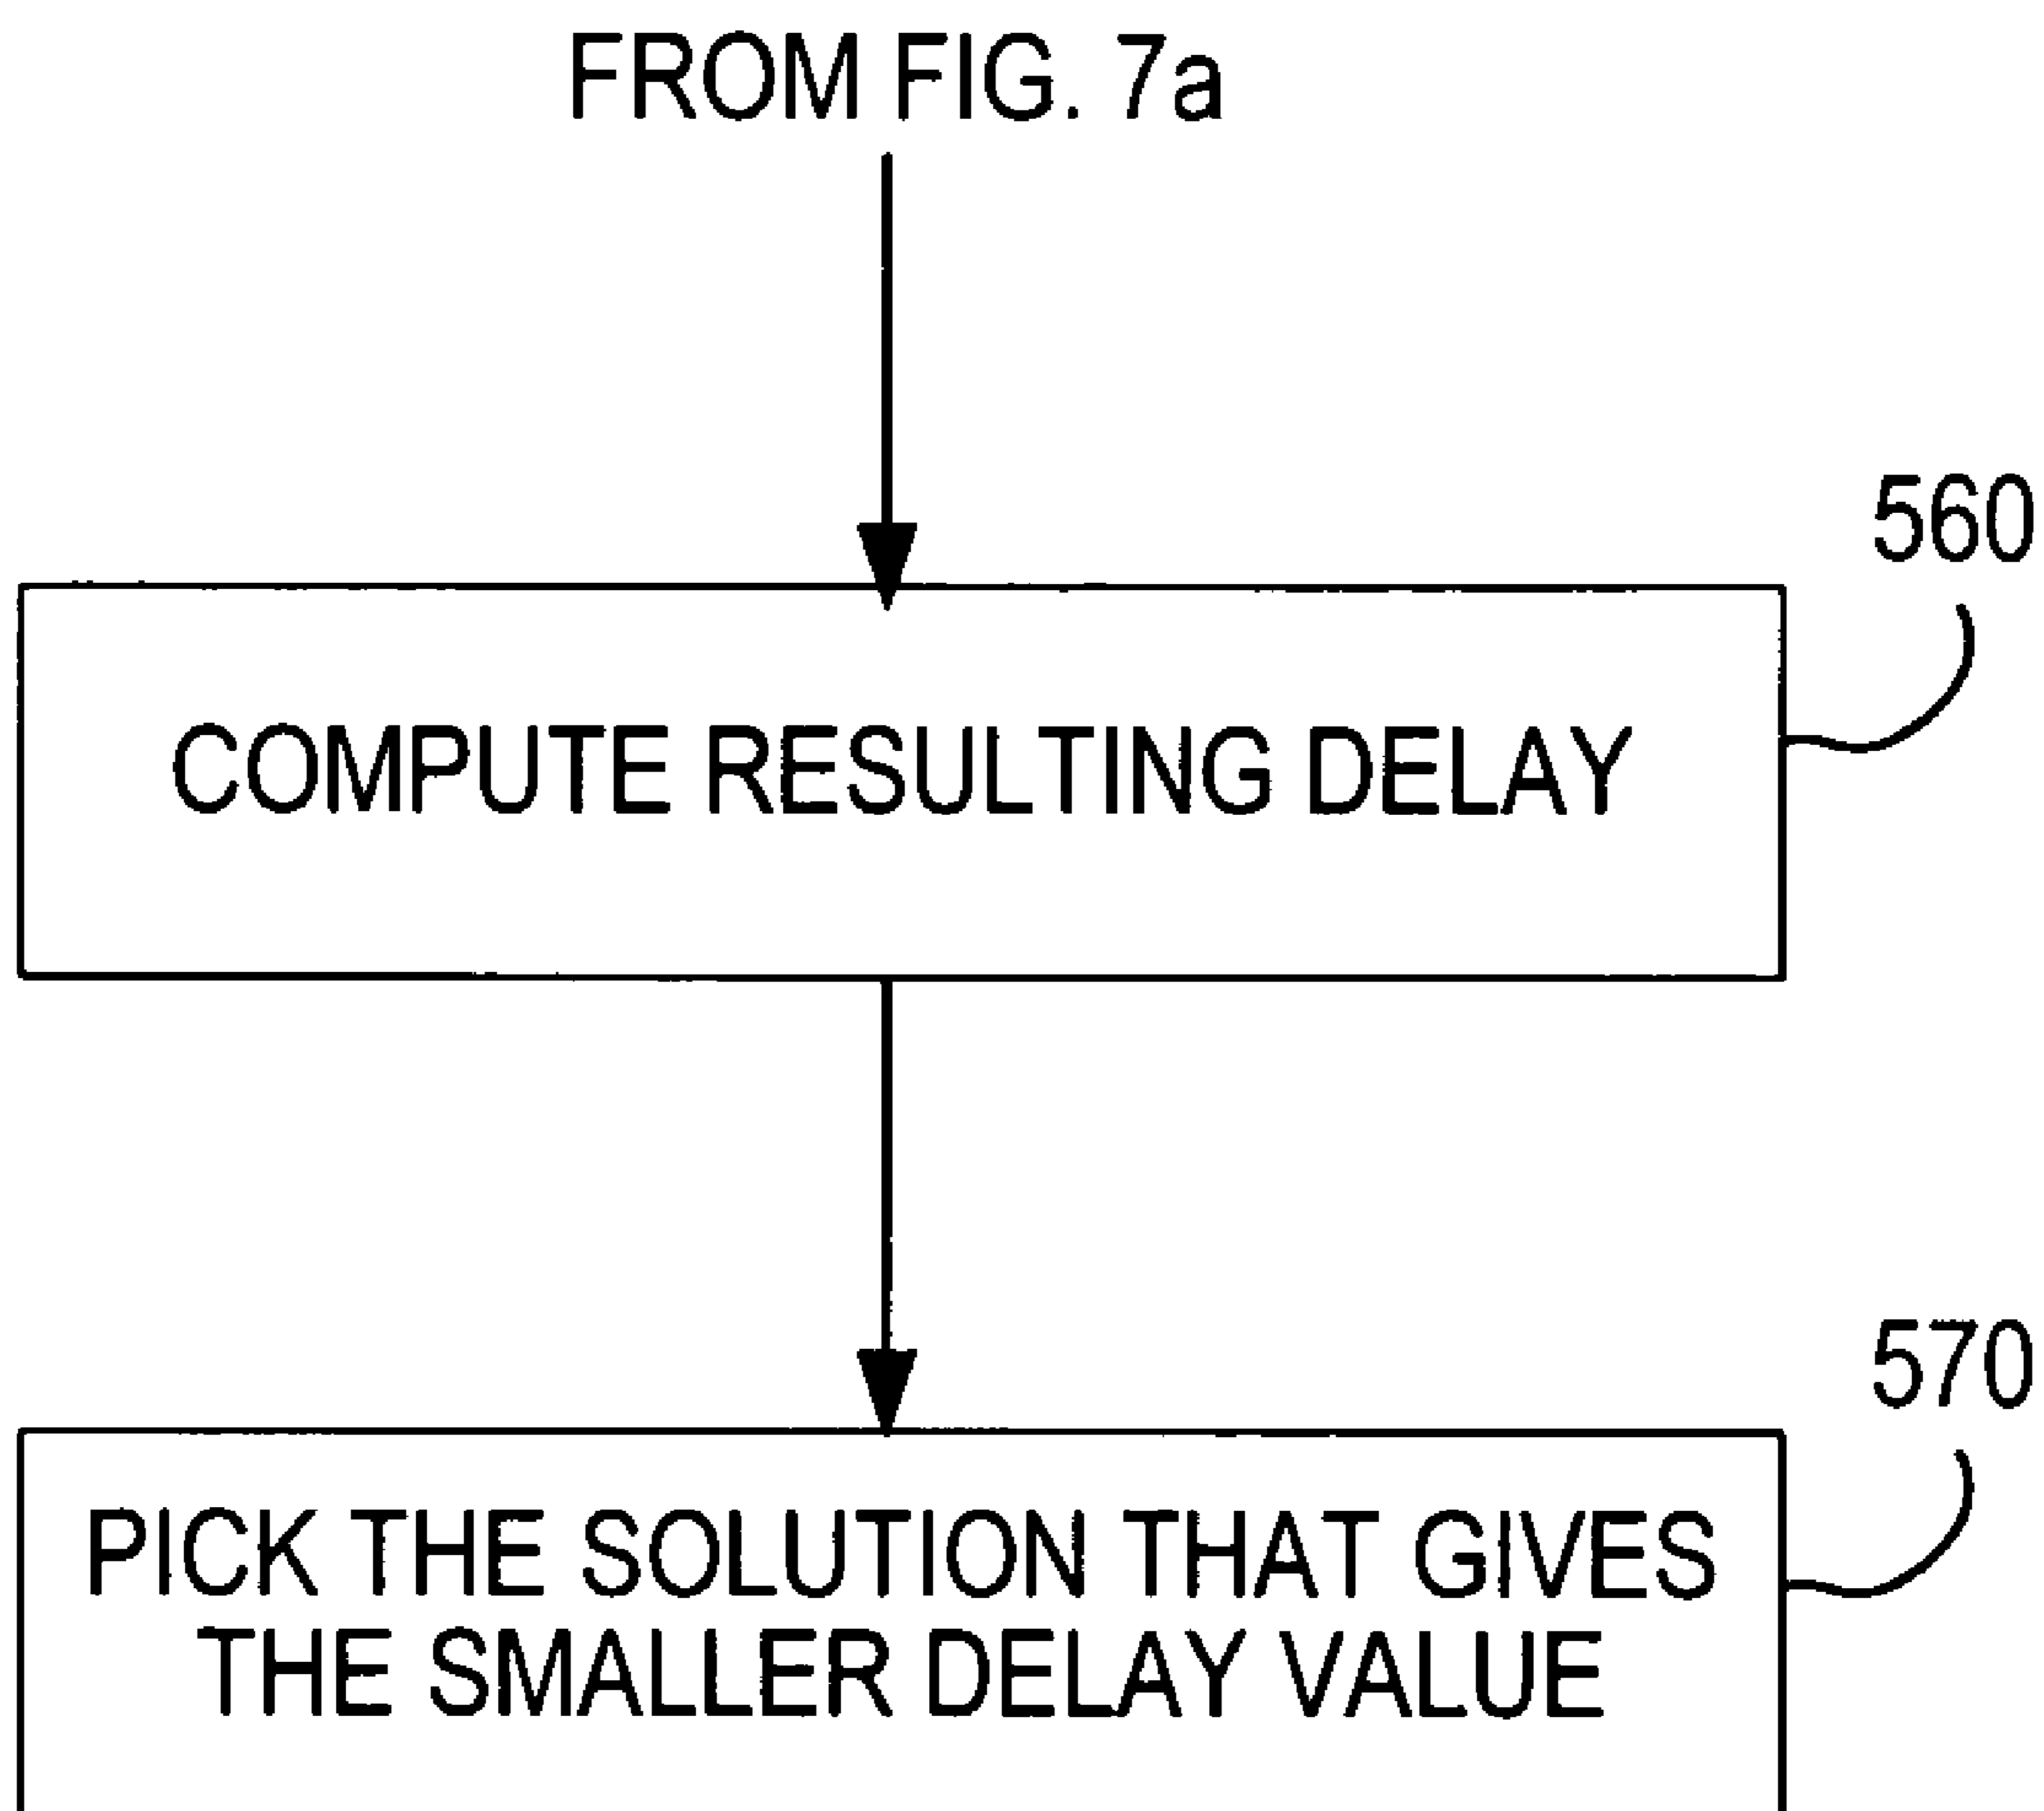 FROM FIG. 7a
560
COMPUTE RESULTING DELAY
570
PICK THE SOLUTION THAT GIVES
THE SMALLER DELAY VALUE